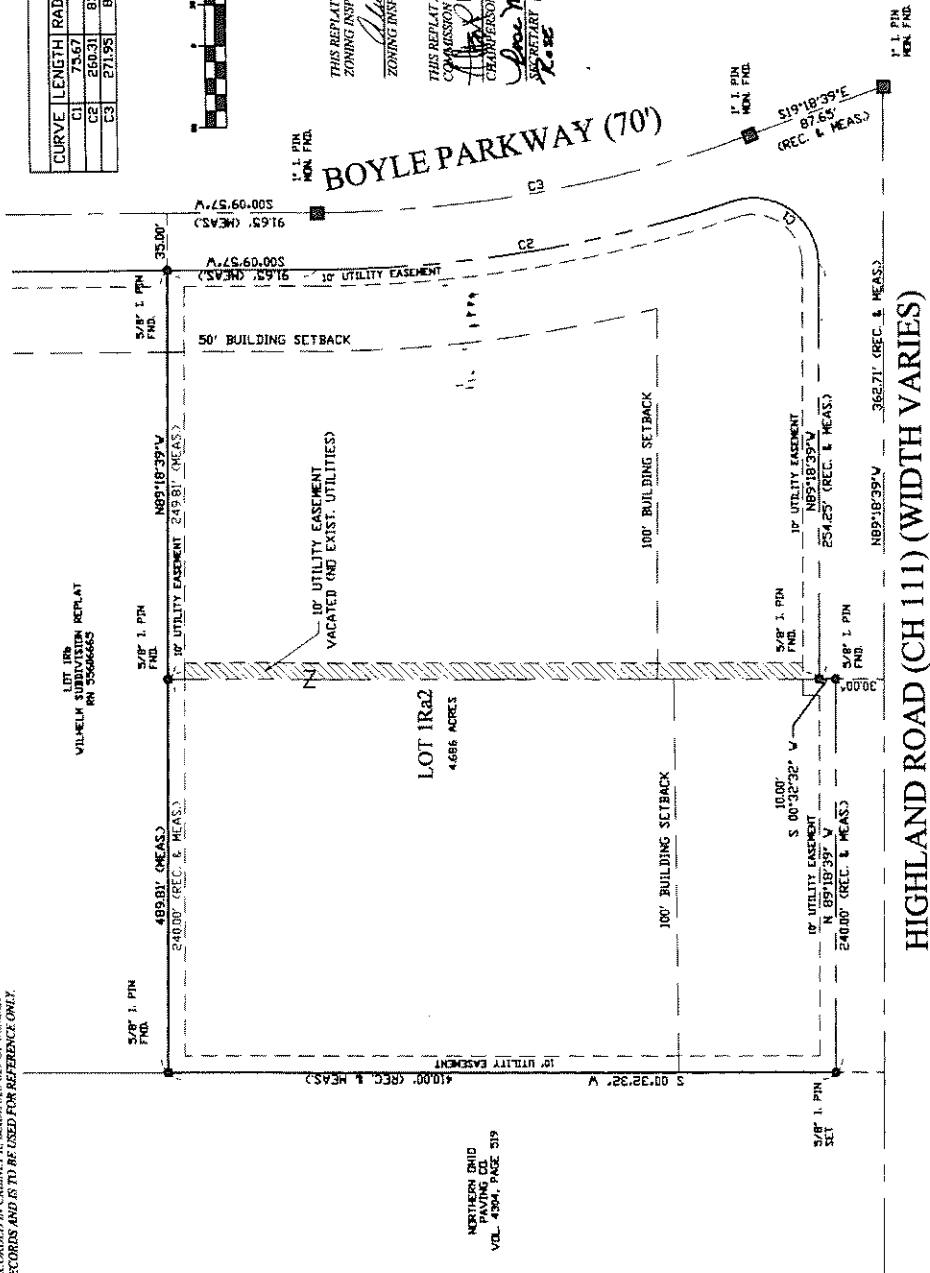 CORDS AND IS TO BE USED FOR REFERENCE ONLY.
CURVE LENGTH RAD
C1 75.67
C2 260.31 8
C3 271.95 8
THIS REPLAT
ZONING INSP
ZONING INSP
THIS REPLAT
COMMISSION
CHAIRPERSO
SECRETARY
Rose
1" I. PIN
MON. FND.
BOYLE PARKWAY (70')
1" I. PIN
MON. FND.
1" I. PIN
MON. FND.
S19°18'39"E
87.65'
(REC. & MEAS.)
C3
S00°09'57"W
91.65' (MEAS.)
35.00'
S00°09'57"W
91.65' (MEAS.)
10' UTILITY EASEMENT
C2
C1
5/8" I. PIN
FND.
50' BUILDING SETBACK
LOT 1Rb
WILHELM SUBDIVISION REPLAT
RN 55606665
N89°18'39"W
489.81' (MEAS.)
249.81' (MEAS.)
10' UTILITY EASEMENT
240.00' (REC. & MEAS.)
5/8" I. PIN
FND.
5/8" I. PIN
FND.
10' UTILITY EASEMENT
VACATED (NO EXIST. UTILITIES)
Z
LOT 1Ra2
4.686 ACRES
100' BUILDING SETBACK
100' BUILDING SETBACK
10' UTILITY EASEMENT
N89°18'39"W
254.25' (REC. & MEAS.)
5/8" I. PIN
FND.
5/8" I. PIN
FND.
10.00'
S 00°32'32" W
10' UTILITY EASEMENT
N 89°18'39" W
240.00' (REC. & MEAS.)
30.00'
10' UTILITY EASEMENT
S 00°32'32" W
410.00' (REC. & MEAS.)
5/8" I. PIN
SET
NORTHERN OHIO
PAVING CO.
VOL. 4304, PAGE 519
N89°18'39"W
362.71' (REC. & MEAS.)
HIGHLAND ROAD (CH 111) (WIDTH VARIES)